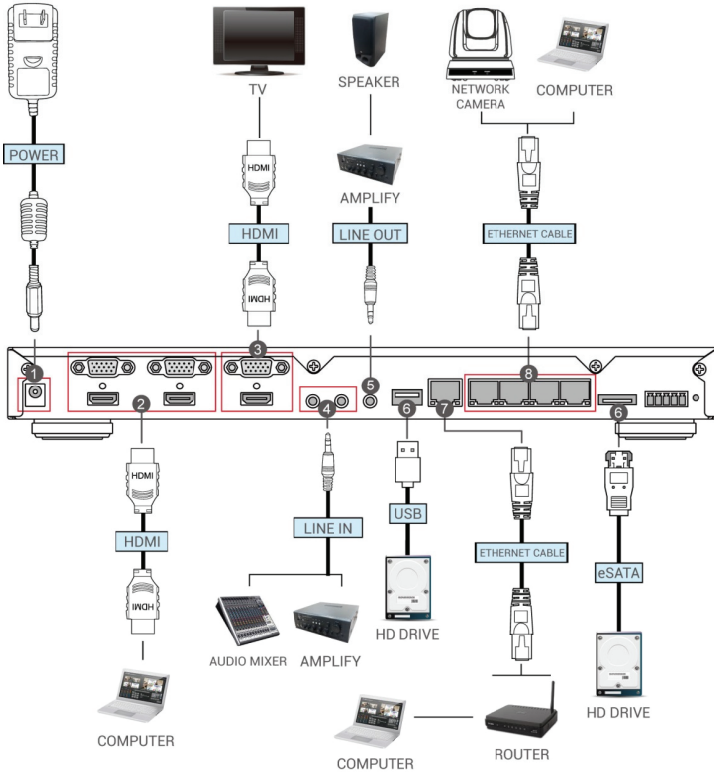 TV
SPEAKER
NETWORK
CAMERA
COMPUTER
POWER
HDMI
AMPLIFY
HDMI
LINE OUT
ETHERNET CABLE
HDMI
3
1
5
8
2
4
6
7
6
HDMI
USB
LINE IN
HDMI
ETHERNET CABLE
eSATA
HDMI
HD DRIVE
AUDIO MIXER
AMPLIFY
HD DRIVE
COMPUTER
ROUTER
COMPUTER